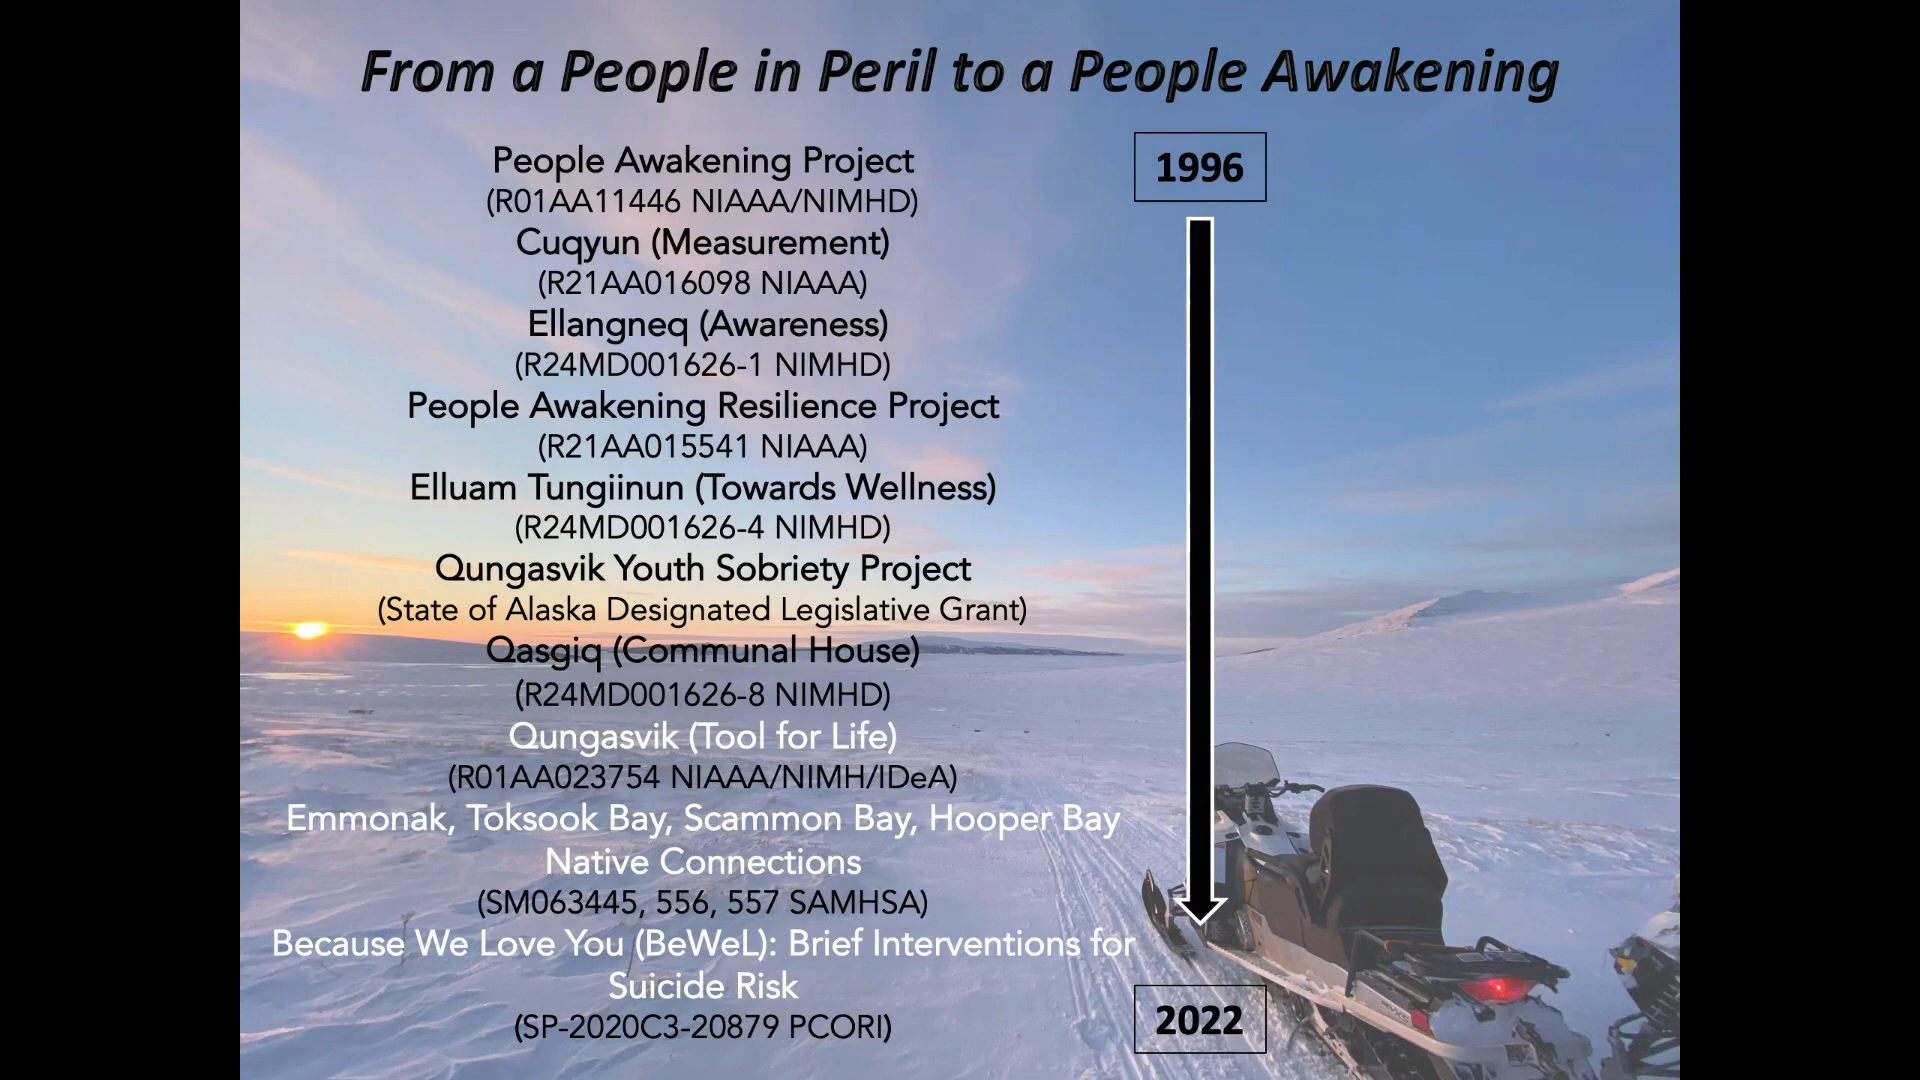 From a People in Peril to a People Awakening
People Awakening Project
(R01AA11446 NIAAA/NIMHD)
Cuqyun (Measurement)
(R21AA016098 NIAAA)
Ellangneq (Awareness)
(R24MD001626-1 NIMHD)
People Awakening Resilience Project
(R21AA015541 NIAAA)
Elluam Tungiinun (Towards Wellness)
(R24MD001626-4 NIMHD)
Qungasvik Youth Sobriety Project
(State of Alaska Designated Legislative Grant)
Qasgiq (Communal House)
(R24MD001626-8 NIMHD)
Qungasvik (Tool for Life)
(R01AA023754 NIAAA/NIMH/IDeA)
Emmonak, Toksook Bay, Scammon Bay, Hooper Bay
Native Connections
(SM063445, 556, 557 SAMHSA)
Because We Love You (BeWeL): Brief Interventions for
Suicide Risk
(SP-2020C3-20879 PCORI)
1996
2022